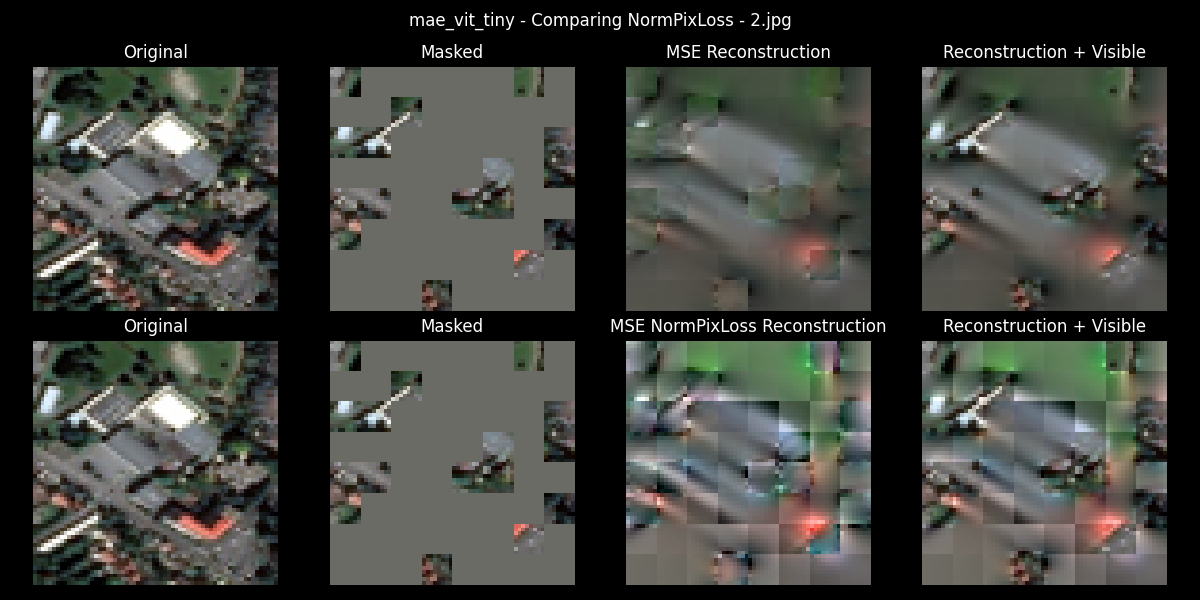 mae_vit_tiny - Comparing NormPixLoss - 2.jpg
Original
Masked
MSE Reconstruction
Reconstruction + Visible
Original
Masked
MSE NormPixLoss Reconstruction
Reconstruction + Visible